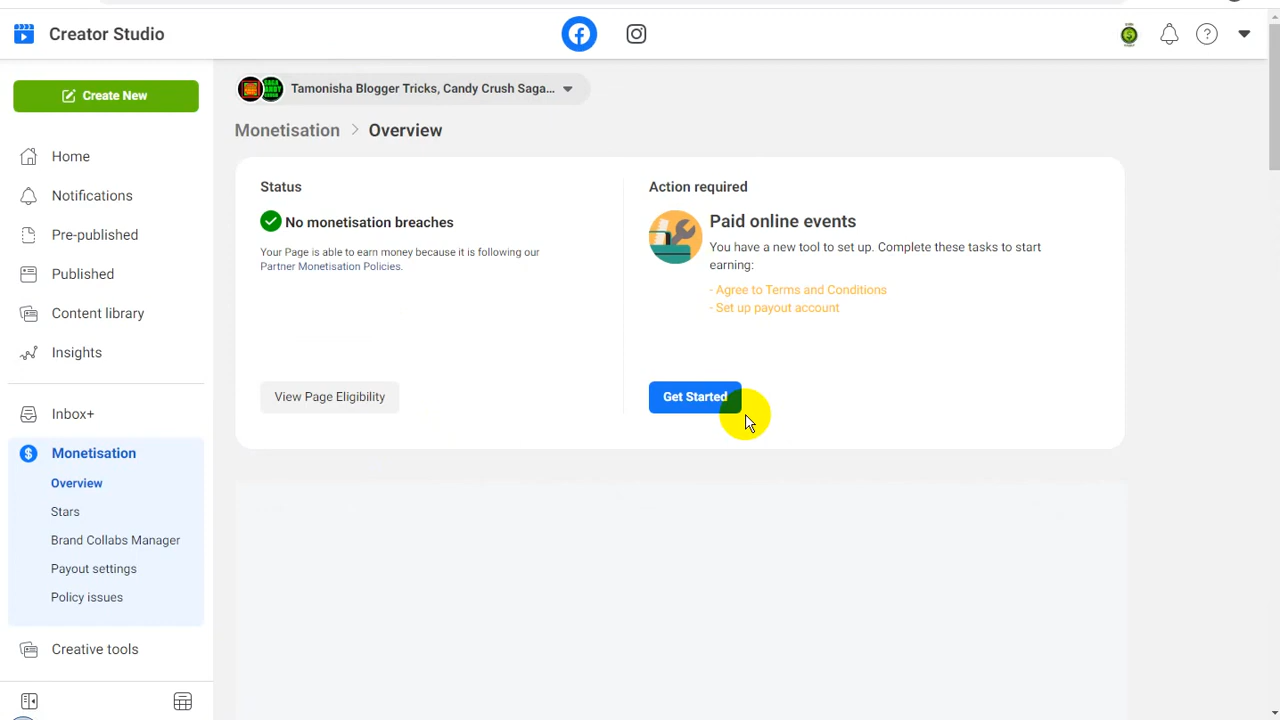 Creator Studio
Tamonisha Blogger Tricks, Candy Crush Saga...
Create New
Monetisation > Overview
Home
Notifications
Pre-published
Published
Content library
Insights
Inbox+
Monetisation
Overview
Stars
Brand Collabs Manager
Payout settings
Policy issues
Creative tools
Status
No monetisation breaches
Your Page is able to earn money because it is following our
Partner Monetisation Policies.
View Page Eligibility
Action required
Paid online events
You have a new tool to set up. Complete these tasks to start
earning:
- Agree to Terms and Conditions
- Set up payout account
Get Started